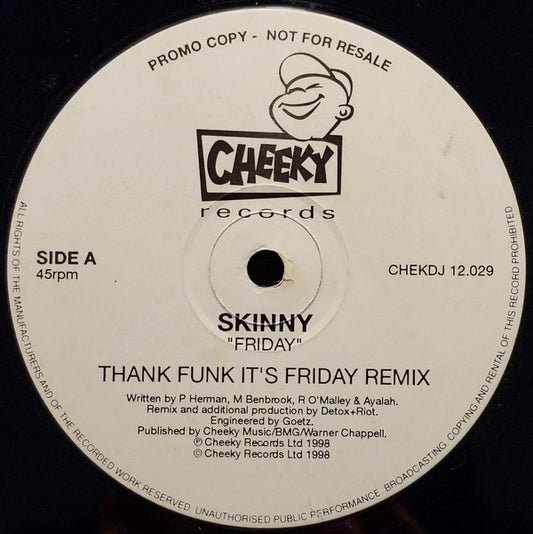 PROMO COPY - NOT FOR RESALE
CHEEKY
records
SIDE A
45rpm
CHEKDJ 12.029
SKINNY
"FRIDAY"
THANK FUNK IT'S FRIDAY REMIX
Written by P Herman, M Benbrook, R O'Malley & Ayalah.
Remix and additional production by Detox+Riot.
Engineered by Goetz.
Published by Cheeky Music/BMG/Warner Chappell.
℗ Cheeky Records Ltd 1998
© Cheeky Records Ltd 1998
ALL RIGHTS OF THE MANUFACTURERS AND OF THE RECORDED WORK RESERVED UNAUTHORISED PUBLIC PERFORMANCE BROADCASTING COPYING AND RENTAL OF THIS RECORD PROHIBITED